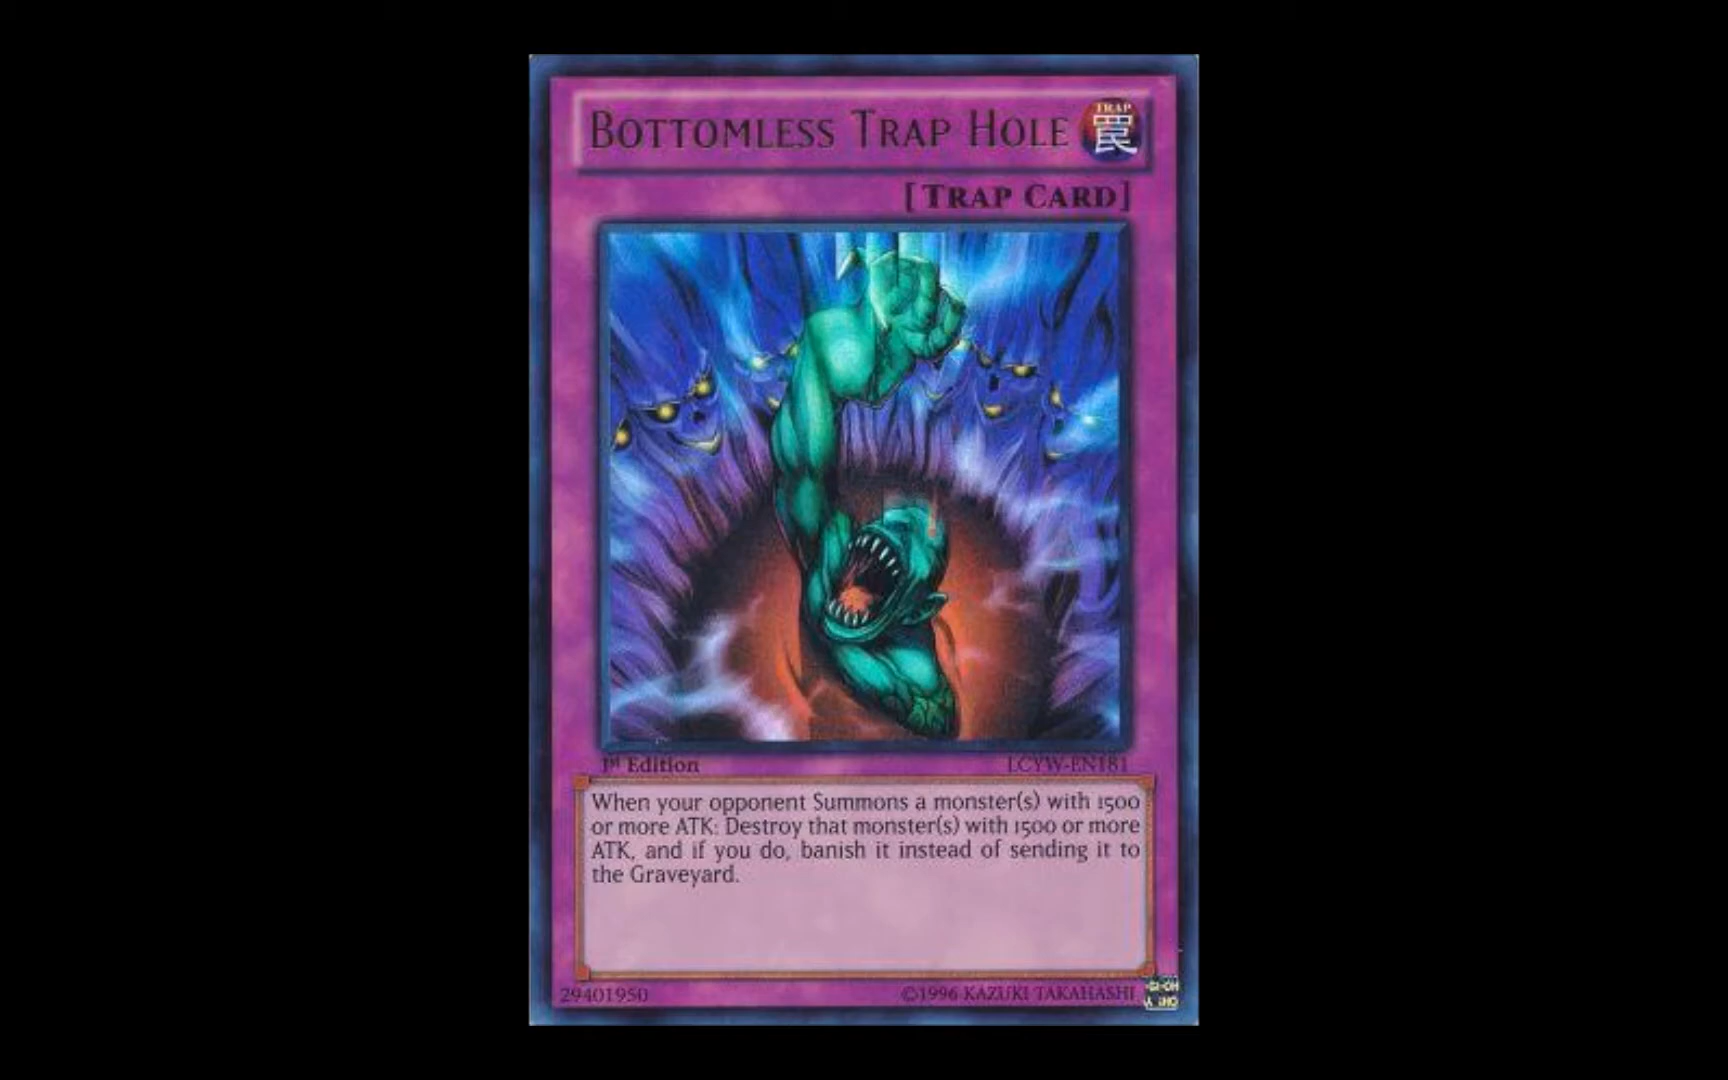 BOTTOMLESS TRAP HOLE
TRAP
罠
[TRAP CARD]
1st Edition
LCYW-EN181
When your opponent Summons a monster(s) with 1500
or more ATK: Destroy that monster(s) with 1500 or more
ATK, and if you do, banish it instead of sending it to
the Graveyard.
29401950
©1996 KAZUKI TAKAHASHI